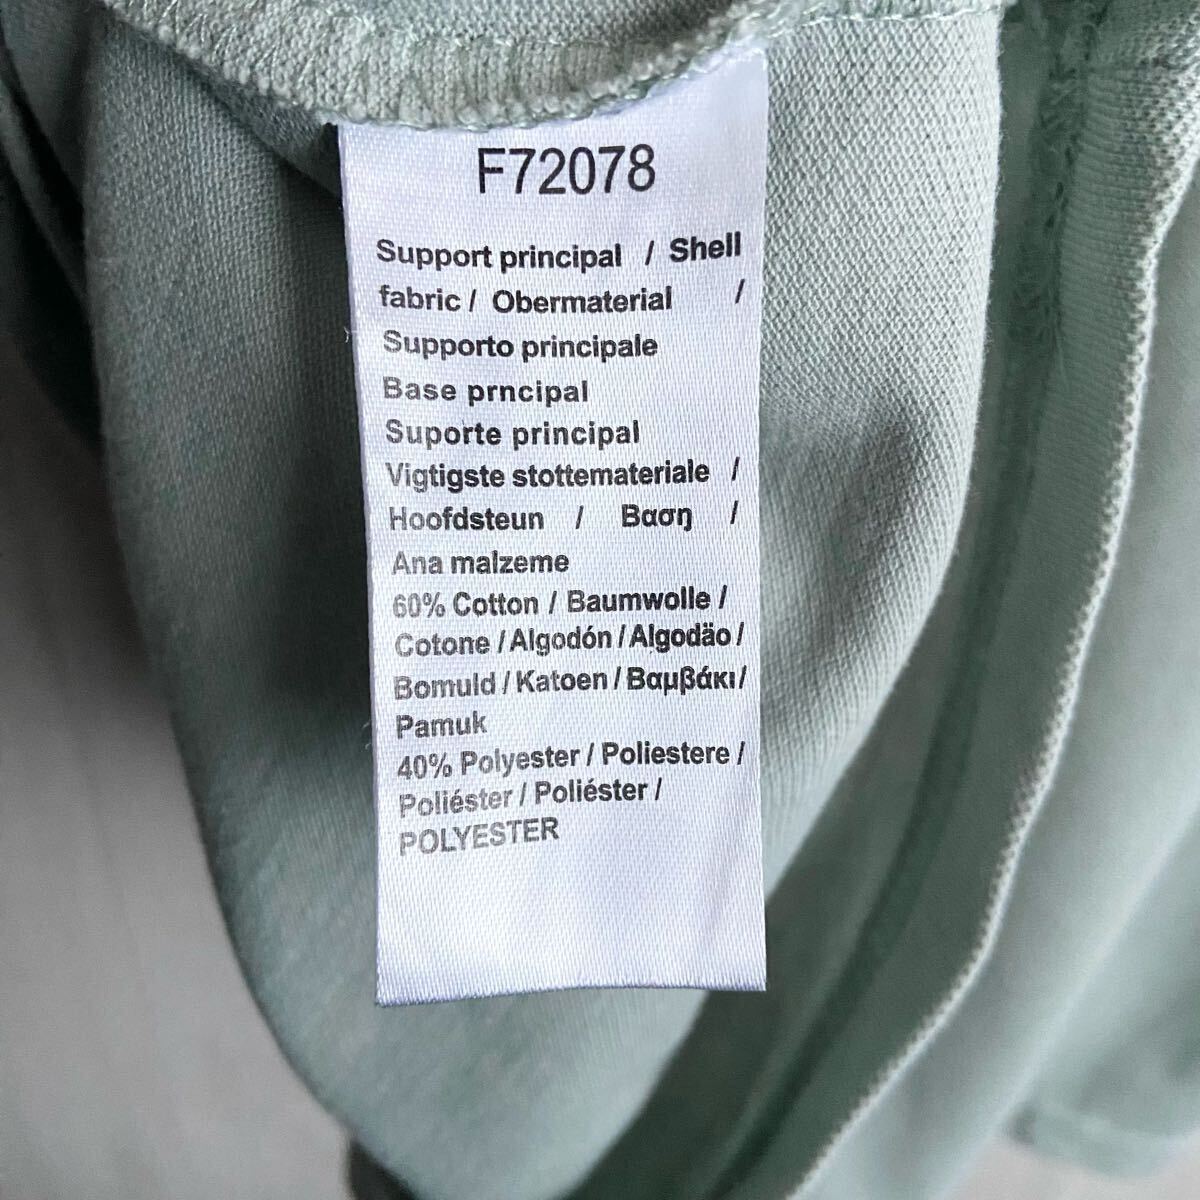 F72078
Support principal / Shell
fabric / Obermaterial /
Supporto principale
Base prncipal
Suporte principal
Vigtigste stottemateriale /
Hoofdsteun / Βαση /
Ana malzeme
60% Cotton / Baumwolle /
Cotone / Algodón / Algodäo /
Bomuld / Katoen / Βαμβάκι /
Pamuk
40% Polyester / Poliestere /
Poliéster / Poliéster /
POLYESTER